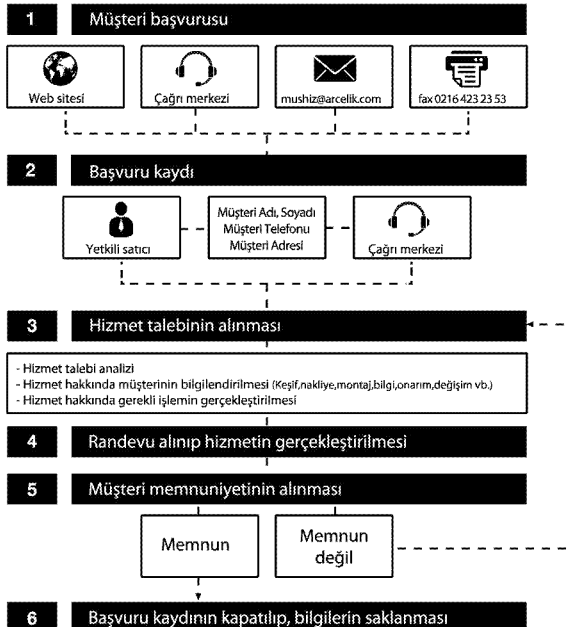 1 Müşteri başvurusu
Web sitesi
Çağrı merkezi
mushiz@arcelik.com
fax 0216 423 23 53
2 Başvuru kaydı
Yetkili satıcı
Müşteri Adı, Soyadı
Müşteri Telefonu
Müşteri Adresi
Çağrı merkezi
3 Hizmet talebinin alınması
- Hizmet talebi analizi
- Hizmet hakkında müşterinin bilgilendirilmesi (Keşif,nakliye,montaj,bilgi,onarım,değişim vb.)
- Hizmet hakkında gerekli işlemin gerçekleştirilmesi
4 Randevu alınıp hizmetin gerçekleştirilmesi
5 Müşteri memnuniyetinin alınması
Memnun
Memnun
değil
6 Başvuru kaydının kapatılıp, bilgilerin saklanması